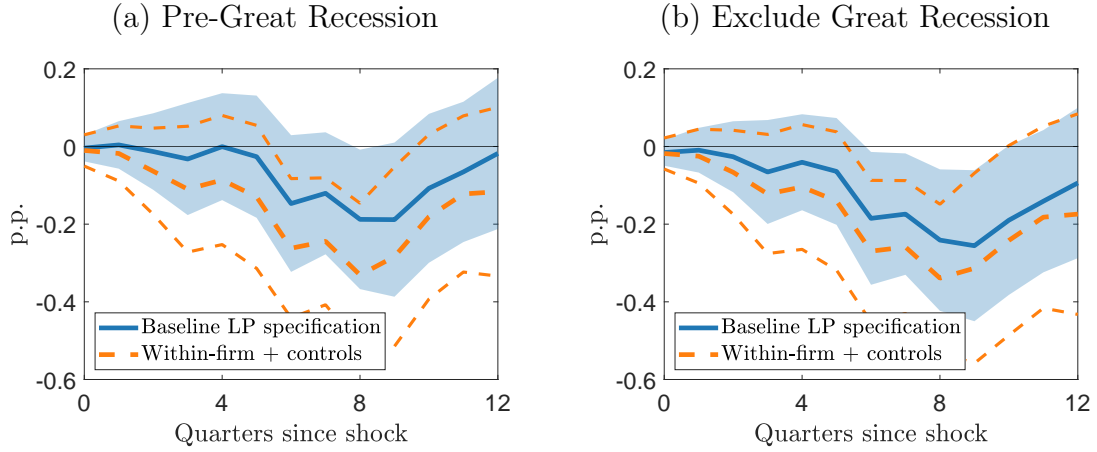 (a) Pre-Great Recession
0.2
0
-0.2
-0.4
-0.6
p.p.
Baseline LP specification
Within-firm + controls
0 4 8 12
Quarters since shock
(b) Exclude Great Recession
0.2
0
-0.2
-0.4
-0.6
p.p.
Baseline LP specification
Within-firm + controls
0 4 8 12
Quarters since shock